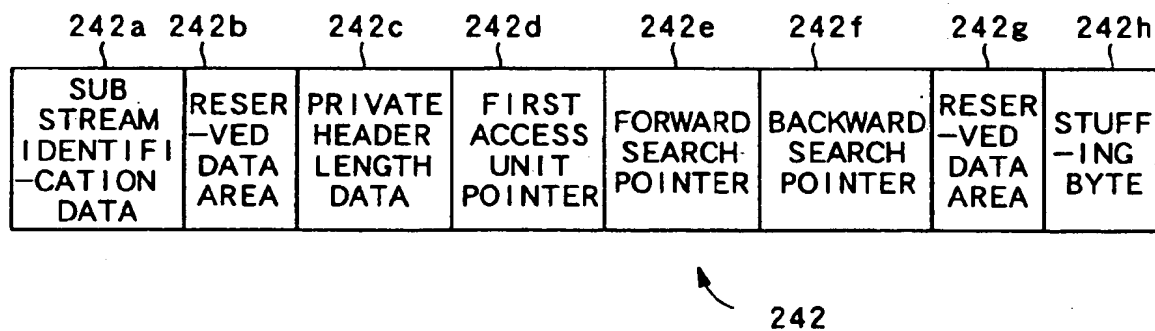 242a 242b 242c 242d 242e 242f 242g 242h
SUB
STREAM
IDENTIFI
-CATION
DATA
RESER
-VED
DATA
AREA
PRIVATE
HEADER
LENGTH
DATA
FIRST
ACCESS
UNIT
POINTER
FORWARD
SEARCH
POINTER
BACKWARD
SEARCH
POINTER
RESER
-VED
DATA
AREA
STUFF
-ING
BYTE
242